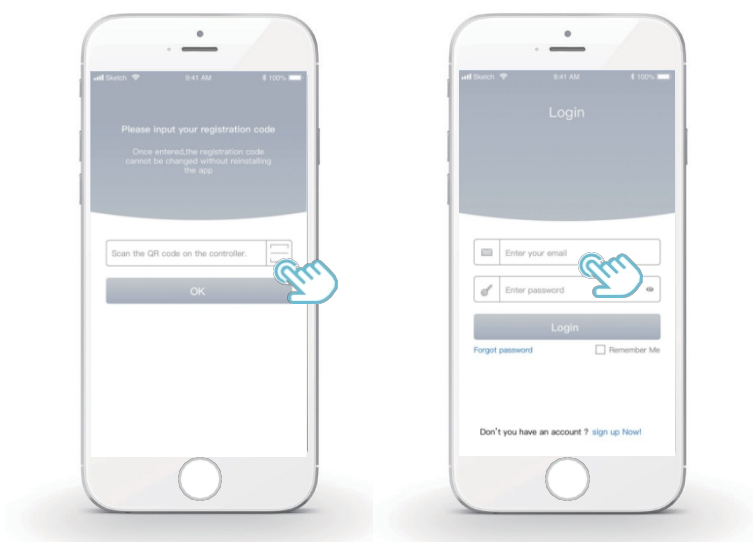 Sketch 9:41 AM 100%
Please input your registration code
Once entered,the registration code
cannot be changed without reinstalling
the app
Scan the QR code on the controller.
OK
Sketch 9:41 AM 100%
Login
Enter your email
Enter password
Login
Forgot password Remember Me
Don't you have an account ? sign up Now!